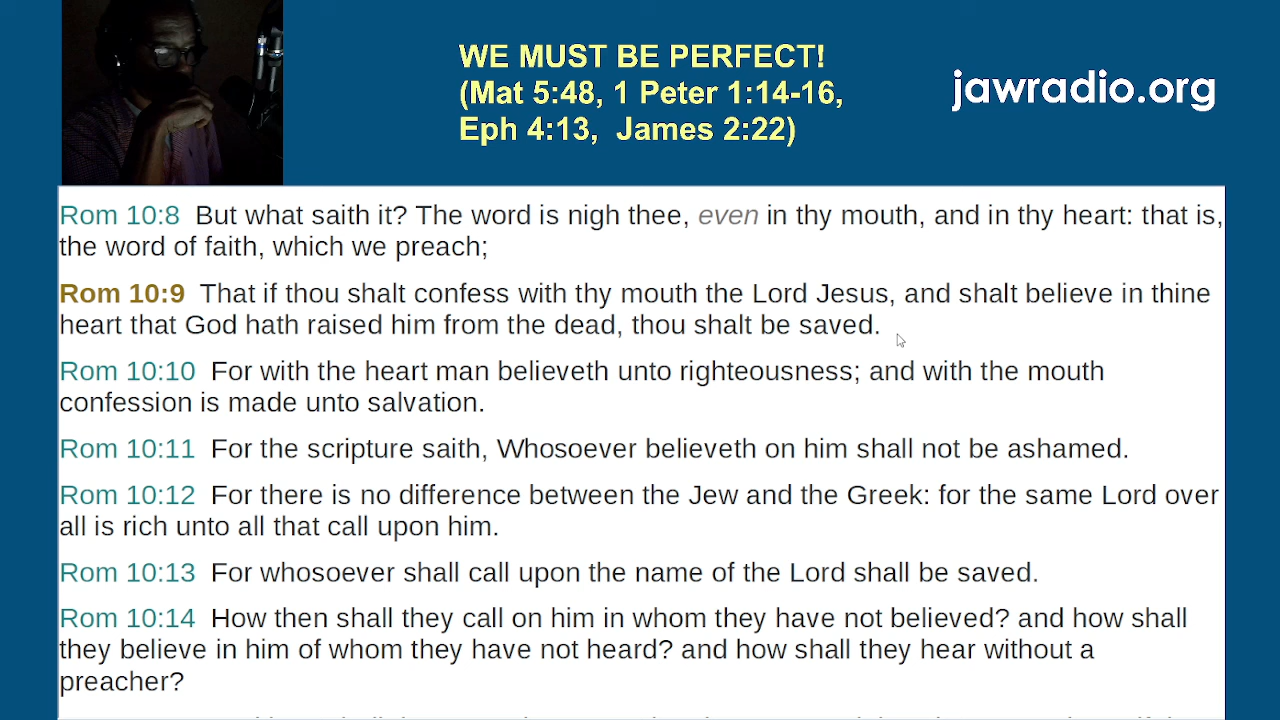 WE MUST BE PERFECT!
(Mat 5:48, 1 Peter 1:14-16,
Eph 4:13, James 2:22)
jawradio.org
Rom 10:8 But what saith it? The word is nigh thee, even in thy mouth, and in thy heart: that is,
the word of faith, which we preach;
Rom 10:9 That if thou shalt confess with thy mouth the Lord Jesus, and shalt believe in thine
heart that God hath raised him from the dead, thou shalt be saved.
Rom 10:10 For with the heart man believeth unto righteousness; and with the mouth
confession is made unto salvation.
Rom 10:11 For the scripture saith, Whosoever believeth on him shall not be ashamed.
Rom 10:12 For there is no difference between the Jew and the Greek: for the same Lord over
all is rich unto all that call upon him.
Rom 10:13 For whosoever shall call upon the name of the Lord shall be saved.
Rom 10:14 How then shall they call on him in whom they have not believed? and how shall
they believe in him of whom they have not heard? and how shall they hear without a
preacher?